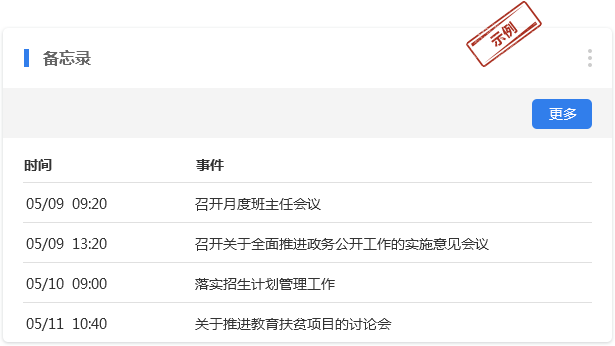 示例
备忘录
更多
时间 事件
05/09 09:20 召开月度班主任会议
05/09 13:20 召开关于全面推进政务公开工作的实施意见会议
05/10 09:00 落实招生计划管理工作
05/11 10:40 关于推进教育扶贫项目的讨论会